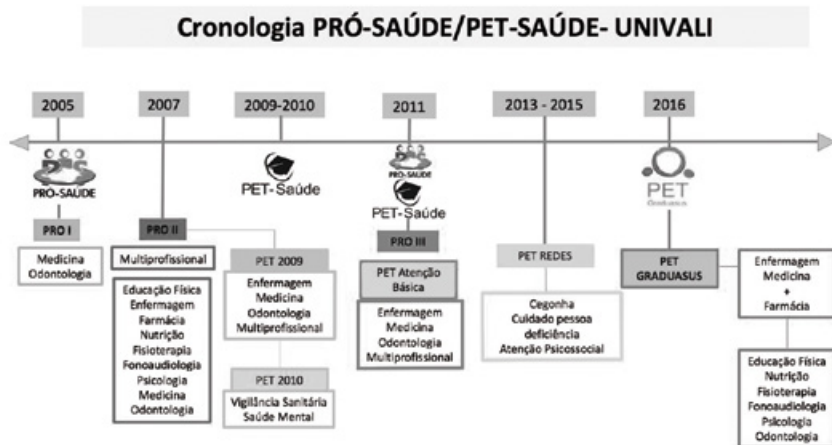 Cronologia PRÓ-SAÚDE/PET-SAÚDE- UNIVALI
2005
2007
2009-2010
2011
2013 - 2015
2016
PRÓ-SAÚDE
PRO I
Medicina
Odontologia
PRO II
Multiprofissional
Educação Física
Enfermagem
Farmácia
Nutrição
Fisioterapia
Fonoaudiologia
Psicologia
Medicina
Odontologia
PET-Saúde
PET 2009
Enfermagem
Medicina
Odontologia
Multiprofissional
PET 2010
Vigilância Sanitária
Saúde Mental
PRÓ-SAÚDE
PET-Saúde
PRO III
PET Atenção
Básica
Enfermagem
Medicina
Odontologia
Multiprofissional
PET REDES
Cegonha
Cuidado pessoa
deficiência
Atenção Psicossocial
PET
Graduasus
PET
GRADUASUS
Enfermagem
Medicina
+
Farmácia
Educação Física
Nutrição
Fisioterapia
Fonoaudiologia
Psicologia
Odontologia